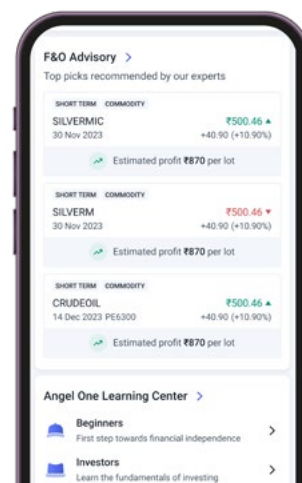 F&O Advisory >
Top picks recommended by our experts
SHORT TERM COMMODITY
SILVERMIC ₹500.46 ▲
30 Nov 2023 +40.90 (+10.90%)
Estimated profit ₹870 per lot
SHORT TERM COMMODITY
SILVERM ₹500.46 ▼
30 Nov 2023 +40.90 (+10.90%)
Estimated profit ₹870 per lot
SHORT TERM COMMODITY
CRUDEOIL ₹500.46 ▲
14 Dec 2023 PE6300 +40.90 (+10.90%)
Estimated profit ₹870 per lot
Angel One Learning Center >
Beginners
First step towards financial independence
Investors
Learn the fundamentals of investing